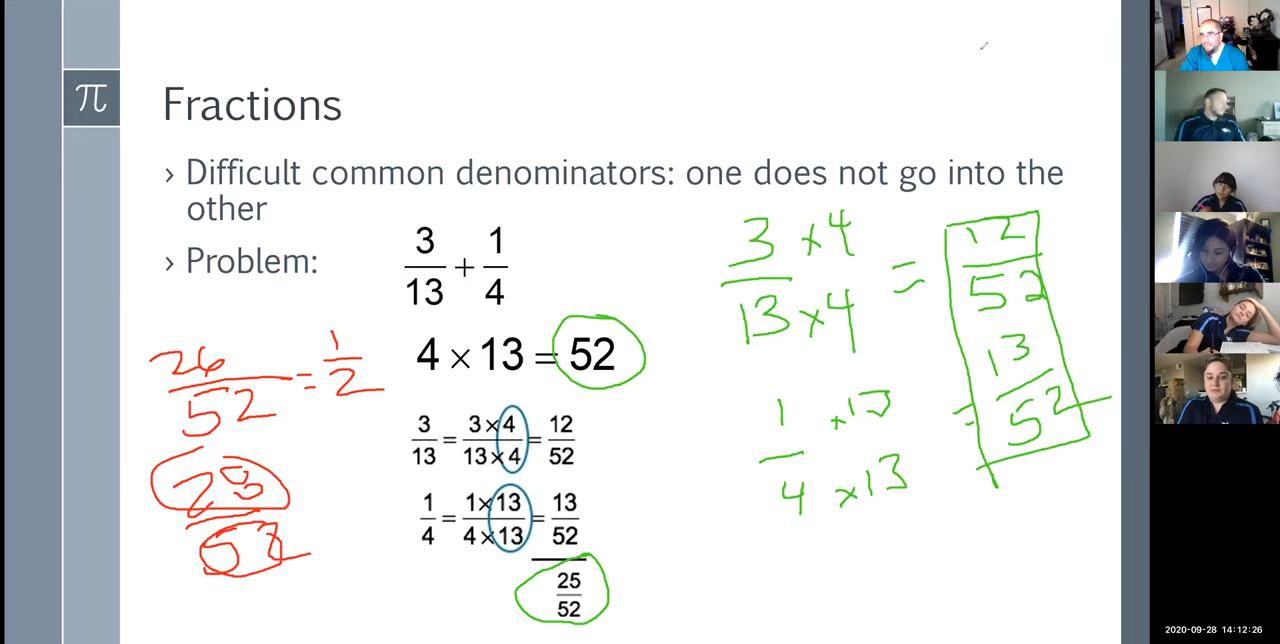 π
Fractions
› Difficult common denominators: one does not go into the
other
› Problem:
3/13 + 1/4
4 × 13 = 52
3/13 = 3×4/13×4 = 12/52
1/4 = 1×13/4×13 = 13/52
25/52
26/52 = 1/2
3 ×4/13 ×4 = 12/52
1 ×13/4 ×13 = 13/52
2020-09-28 14:12:26